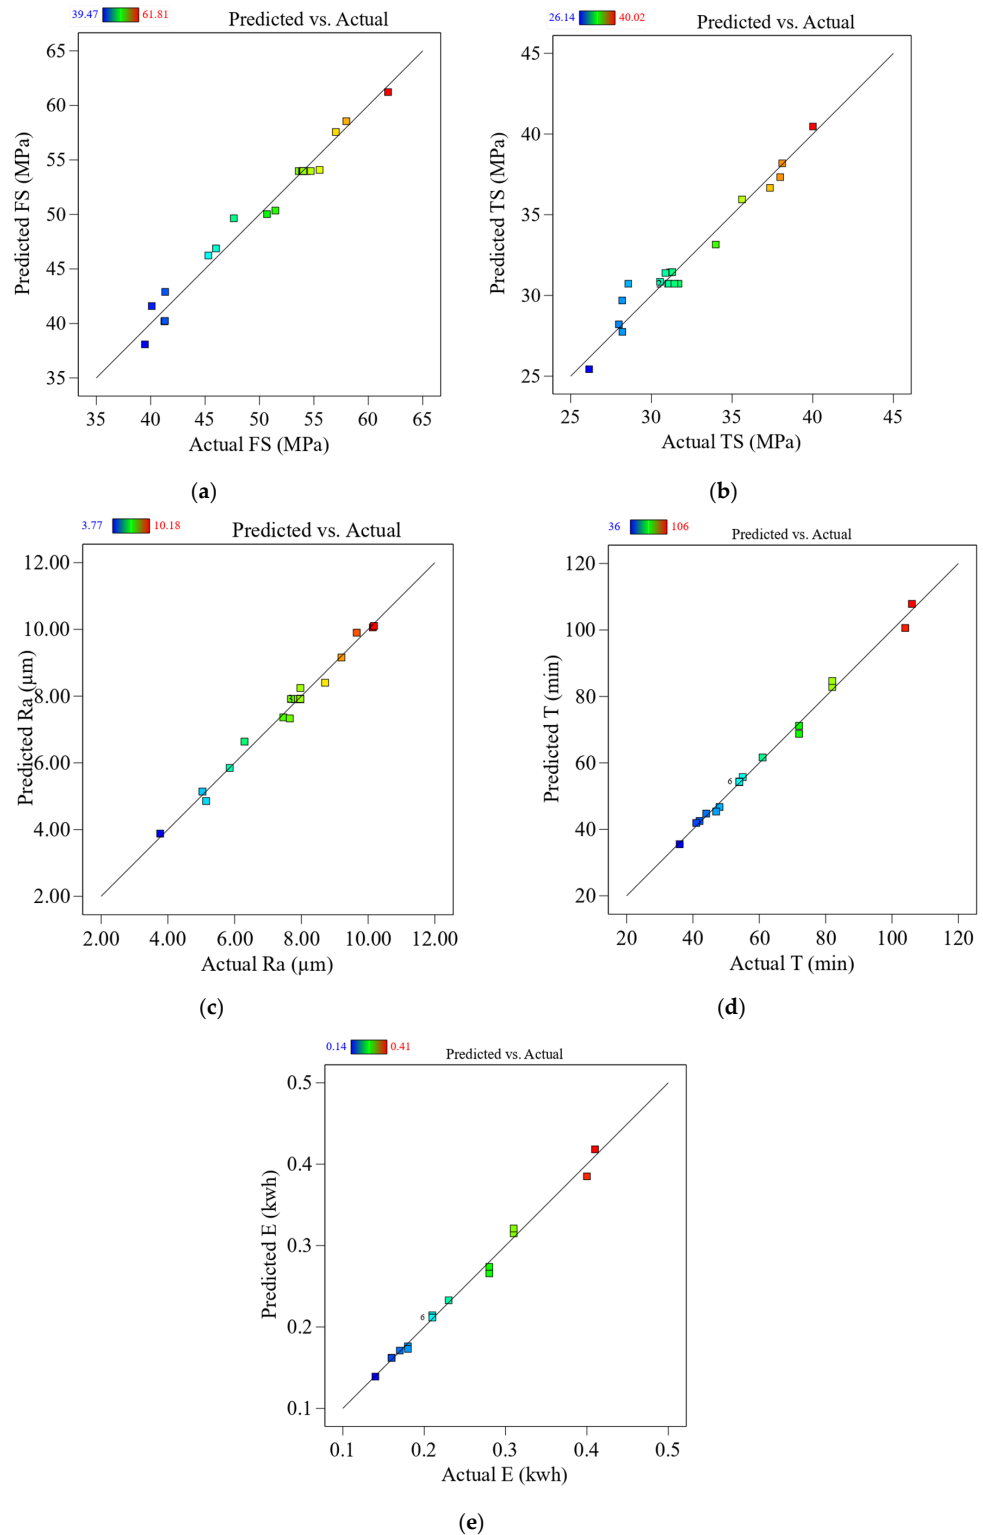 39.47 61.81
Predicted vs. Actual
65
60
55
50
45
40
35
Predicted FS (MPa)
35 40 45 50 55 60 65
Actual FS (MPa)
(a)
26.14 40.02
Predicted vs. Actual
45
40
35
30
25
Predicted TS (MPa)
25 30 35 40 45
Actual TS (MPa)
(b)
3.77 10.18
Predicted vs. Actual
12.00
10.00
8.00
6.00
4.00
2.00
Predicted Ra (µm)
3
2.00 4.00 6.00 8.00 10.00 12.00
Actual Ra (µm)
(c)
36 106
Predicted vs. Actual
120
100
80
60
40
20
Predicted T (min)
6
20 40 60 80 100 120
Actual T (min)
(d)
0.14 0.41
Predicted vs. Actual
0.5
0.4
0.3
0.2
0.1
Predicted E (kwh)
6
0.1 0.2 0.3 0.4 0.5
Actual E (kwh)
(e)